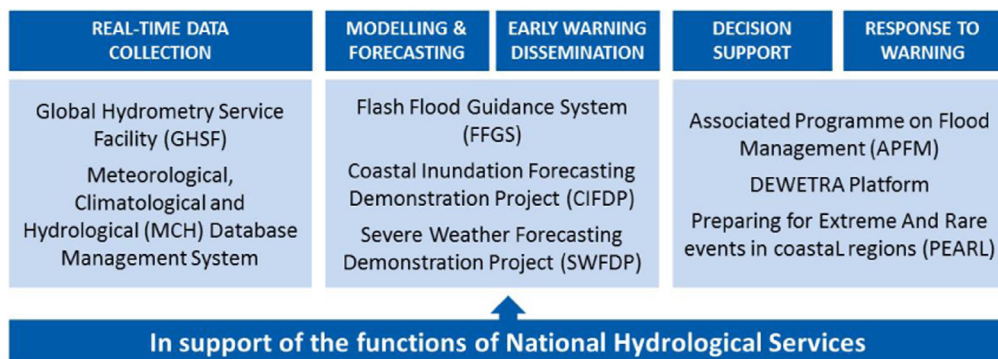 REAL-TIME DATA
COLLECTION
MODELLING &
FORECASTING
EARLY WARNING
DISSEMINATION
DECISION
SUPPORT
RESPONSE TO
WARNING
Global Hydrometry Service
Facility (GHSF)
Meteorological,
Climatological and
Hydrological (MCH) Database
Management System
Flash Flood Guidance System
(FFGS)
Coastal Inundation Forecasting
Demonstration Project (CIFDP)
Severe Weather Forecasting
Demonstration Project (SWFDP)
Associated Programme on Flood
Management (APFM)
DEWETRA Platform
Preparing for Extreme And Rare
events in coastaL regions (PEARL)
In support of the functions of National Hydrological Services